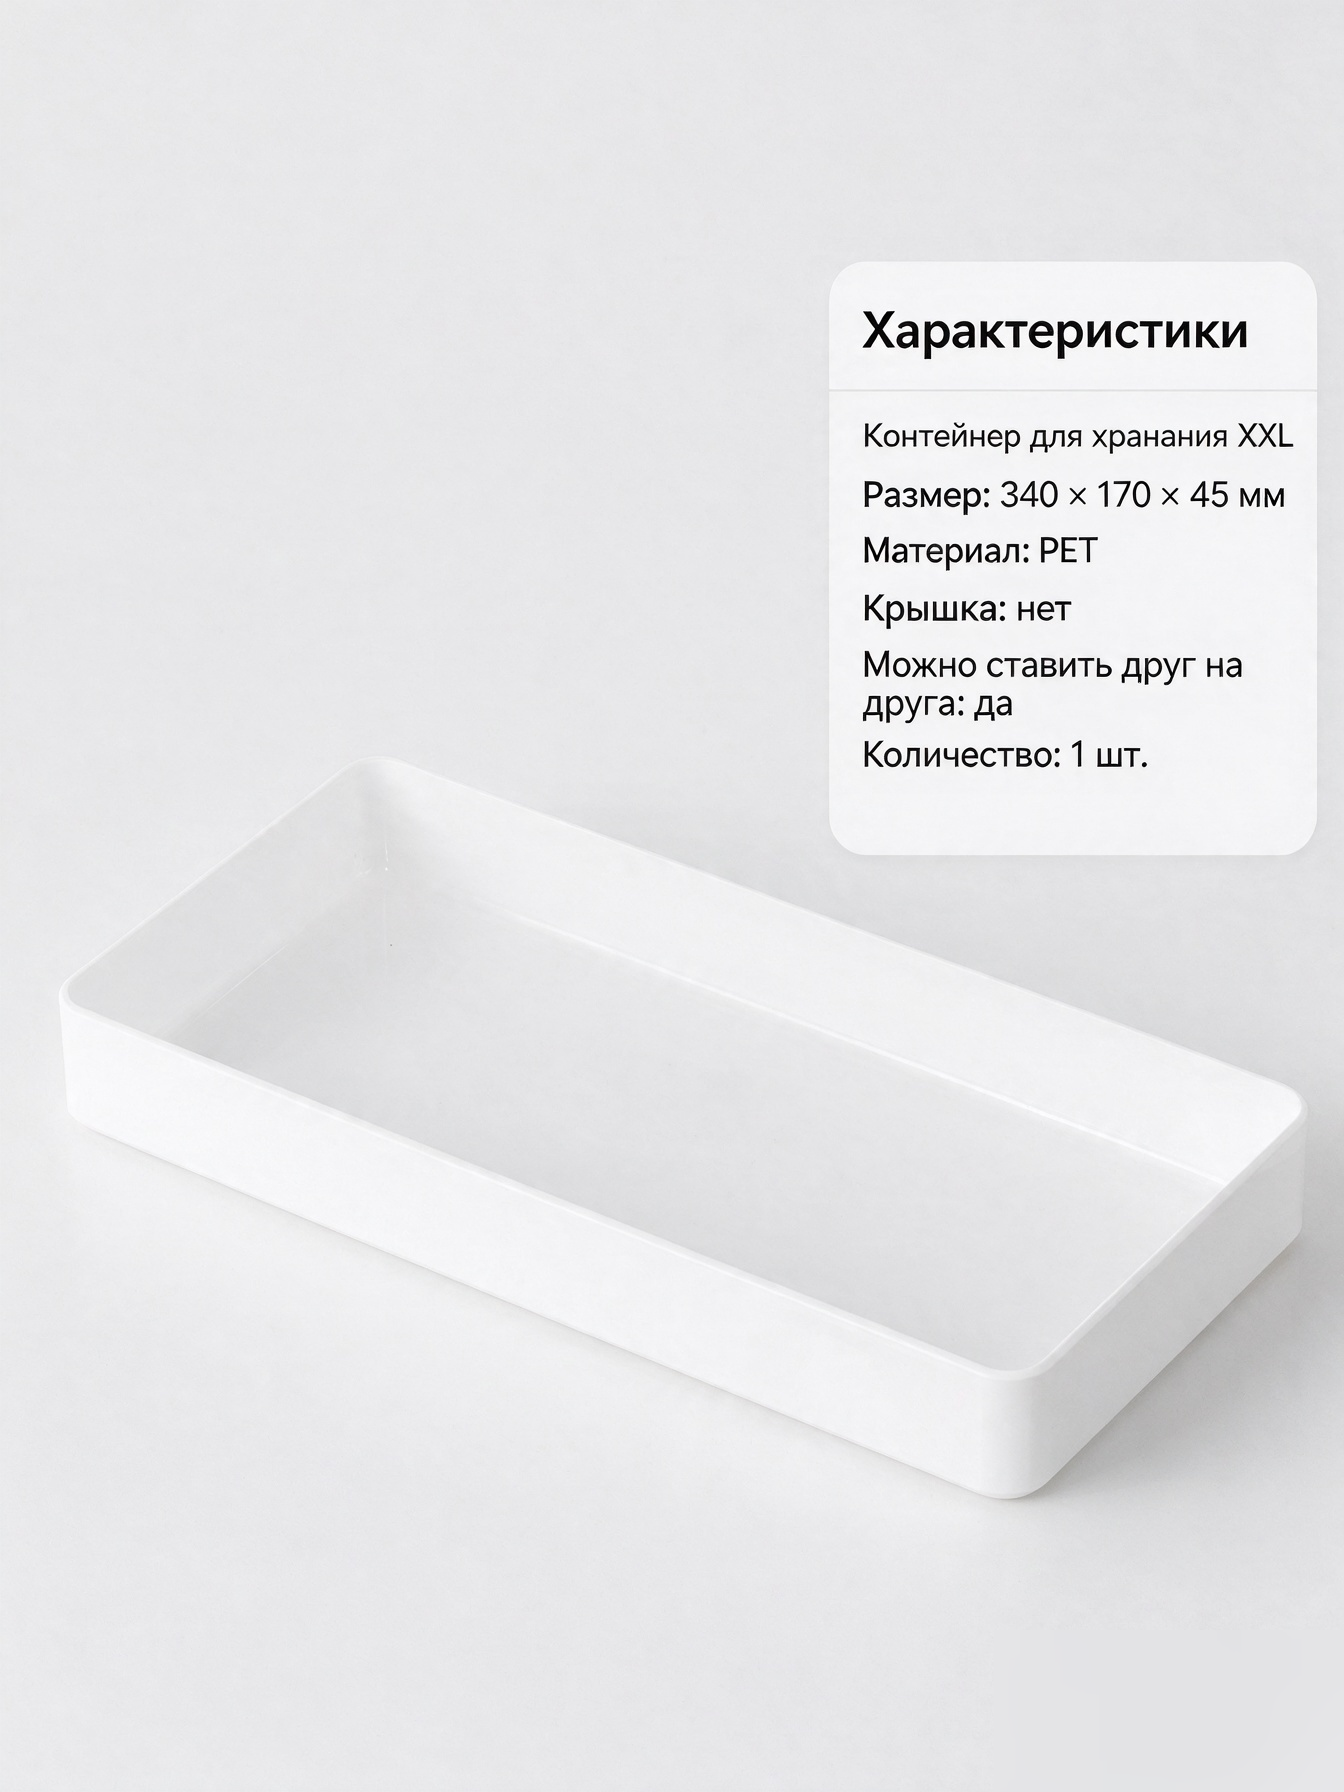 Характеристики
Контейнер для хранания XXL
Размер: 340 × 170 × 45 мм
Материал: PET
Крышка: нет
Можно ставить друг на
друга: да
Количество: 1 шт.